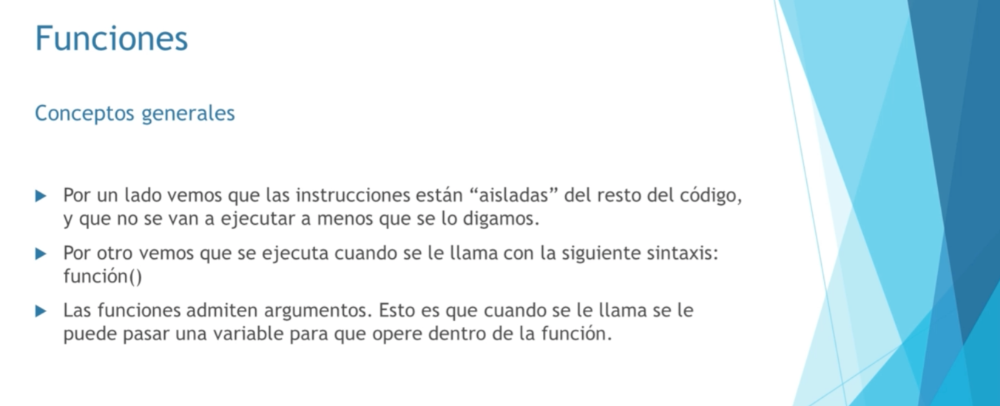 Funciones
Conceptos generales
Por un lado vemos que las instrucciones están “aisladas” del resto del código,
y que no se van a ejecutar a menos que se lo digamos.
Por otro vemos que se ejecuta cuando se le llama con la siguiente sintaxis:
función()
Las funciones admiten argumentos. Esto es que cuando se le llama se le
puede pasar una variable para que opere dentro de la función.